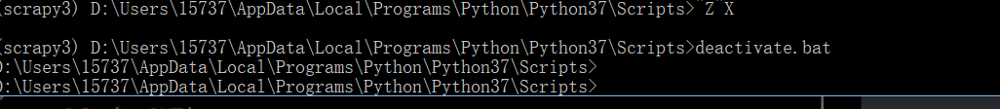 (scrapy3) D:\Users\15737\AppData\Local\Programs\Python\Python37\Scripts>^Z^X
(scrapy3) D:\Users\15737\AppData\Local\Programs\Python\Python37\Scripts>deactivate.bat
D:\Users\15737\AppData\Local\Programs\Python\Python37\Scripts>
D:\Users\15737\AppData\Local\Programs\Python\Python37\Scripts>